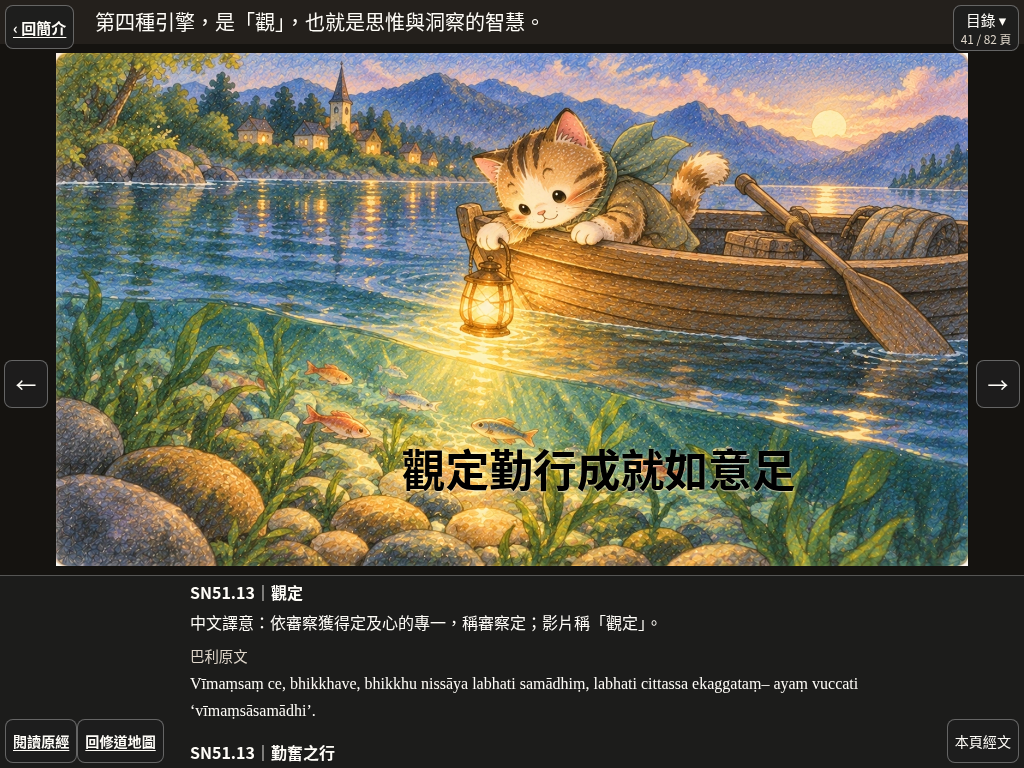 ‹ 回簡介
第四種引擎，是「觀」，也就是思惟與洞察的智慧。
目錄 ▾
41 / 82 頁
←
→
觀定勤行成就如意足
SN51.13｜觀定
中文譯意：依審察獲得定及心的專一，稱審察定；影片稱「觀定」。
巴利原文
Vīmaṃsaṃ ce, bhikkhave, bhikkhu nissāya labhati samādhiṃ, labhati cittassa ekaggataṃ– ayaṃ vuccati
‘vīmaṃsāsamādhi’.
SN51.13｜勤奮之行
閱讀原經
回修道地圖
本頁經文